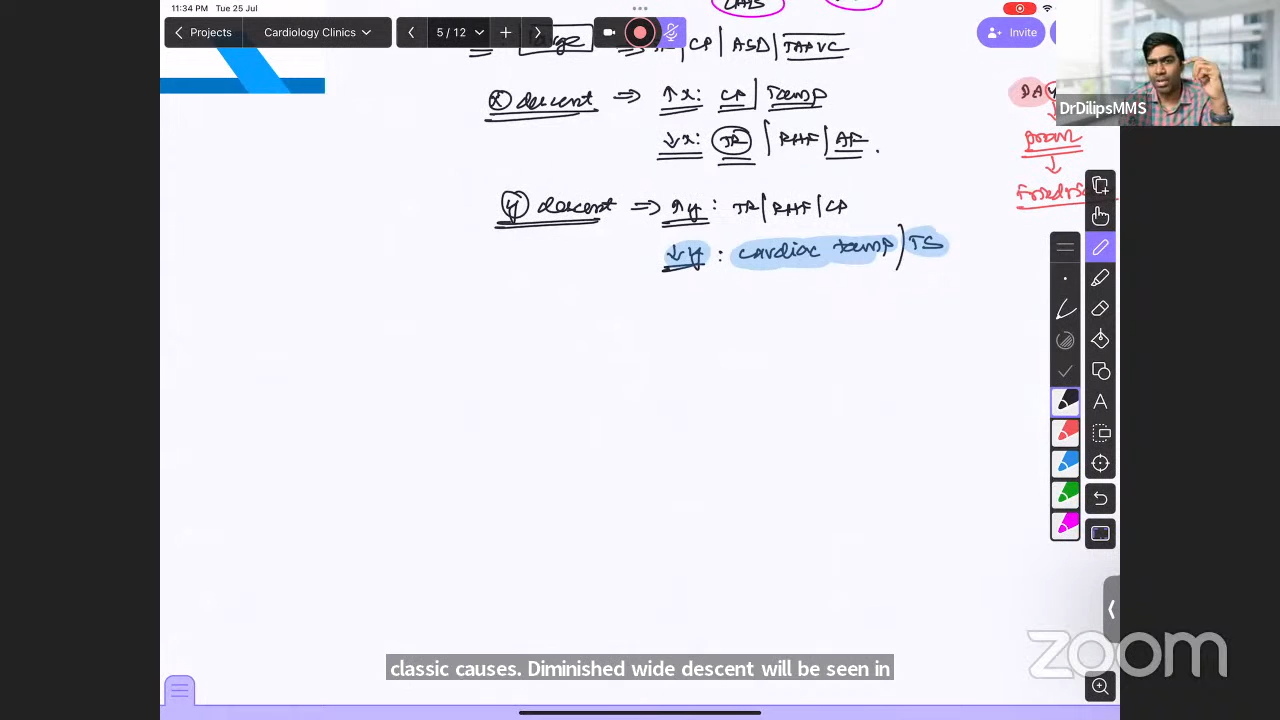 11:34 PM Tue 25 Jul
Projects Cardiology Clinics 5 / 12 Invite
large ⇒ | CP | ASD | TAPVC
DrDilipsMMS
x descent ⇒ ↑x: CP | Tamp
↓x: TR | RHF | AF .
prom
y descent ⇒ ↑y : TR | RHF | CP
↓y : cardiac tamp / TS
A
classic causes. Diminished wide descent will be seen in
zoom